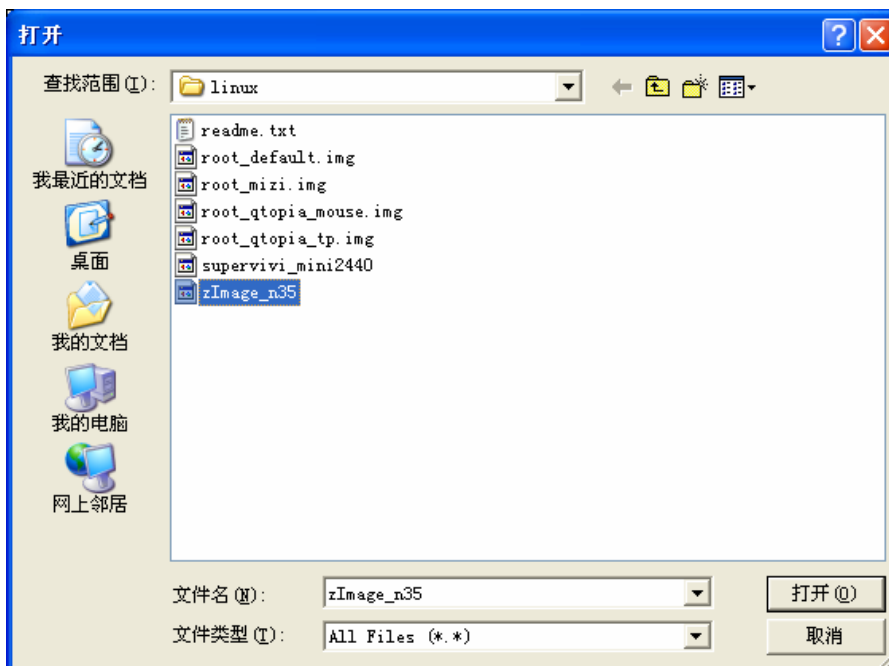 打开
查找范围(I):
linux
我最近的文档
桌面
我的文档
我的电脑
网上邻居
readme.txt
root_default.img
root_mizi.img
root_qtopia_mouse.img
root_qtopia_tp.img
supervivi_mini2440
zImage_n35
文件名(N):
zImage_n35
打开(O)
文件类型(T):
All Files (*.*)
取消